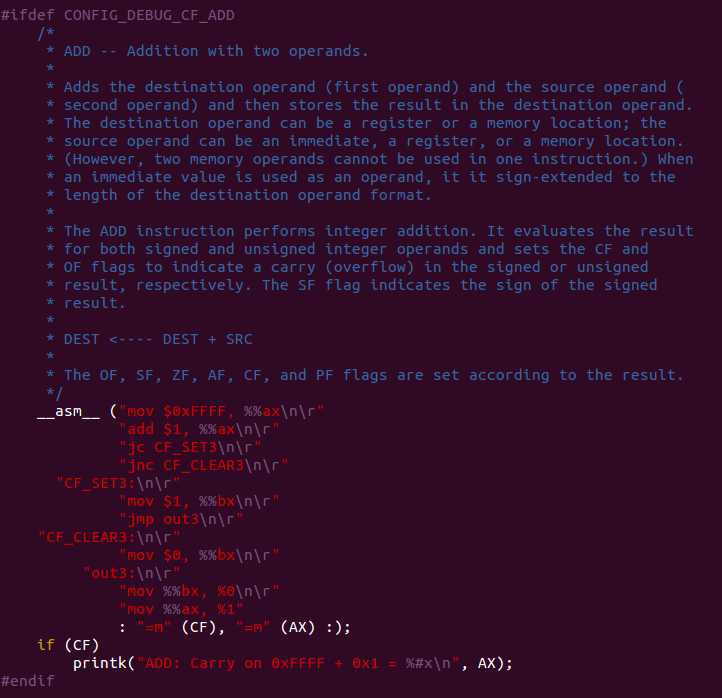 #ifdef CONFIG_DEBUG_CF_ADD
    /*
     * ADD -- Addition with two operands.
     *
     * Adds the destination operand (first operand) and the source operand (
     * second operand) and then stores the result in the destination operand.
     * The destination operand can be a register or a memory location; the
     * source operand can be an immediate, a register, or a memory location.
     * (However, two memory operands cannot be used in one instruction.) When
     * an immediate value is used as an operand, it it sign-extended to the
     * length of the destination operand format.
     *
     * The ADD instruction performs integer addition. It evaluates the result
     * for both signed and unsigned integer operands and sets the CF and
     * OF flags to indicate a carry (overflow) in the signed or unsigned
     * result, respectively. The SF flag indicates the sign of the signed
     * result.
     *
     * DEST <---- DEST + SRC
     *
     * The OF, SF, ZF, AF, CF, and PF flags are set according to the result.
     */
    __asm__ ("mov $0xFFFF, %%ax\n\r"
             "add $1, %%ax\n\r"
             "jc CF_SET3\n\r"
             "jnc CF_CLEAR3\n\r"
      "CF_SET3:\n\r"
             "mov $1, %%bx\n\r"
             "jmp out3\n\r"
    "CF_CLEAR3:\n\r"
             "mov $0, %%bx\n\r"
         "out3:\n\r"
             "mov %%bx, %0\n\r"
             "mov %%ax, %1"
             : "=m" (CF), "=m" (AX) :);
    if (CF)
        printk("ADD: Carry on 0xFFFF + 0x1 = %#x\n", AX);
#endif